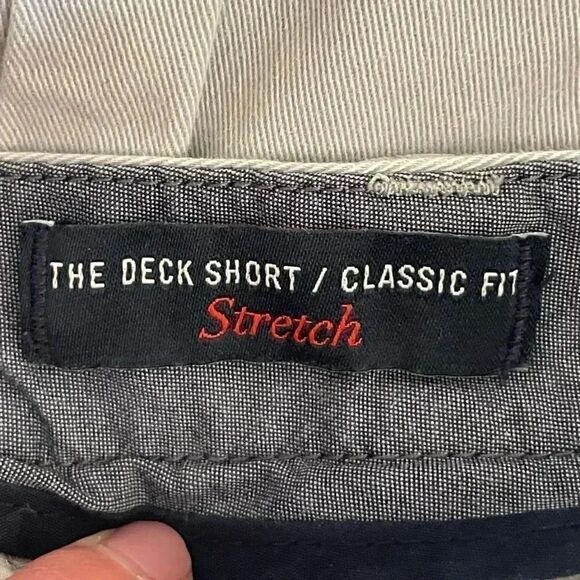 THE DECK SHORT / CLASSIC FIT
Stretch